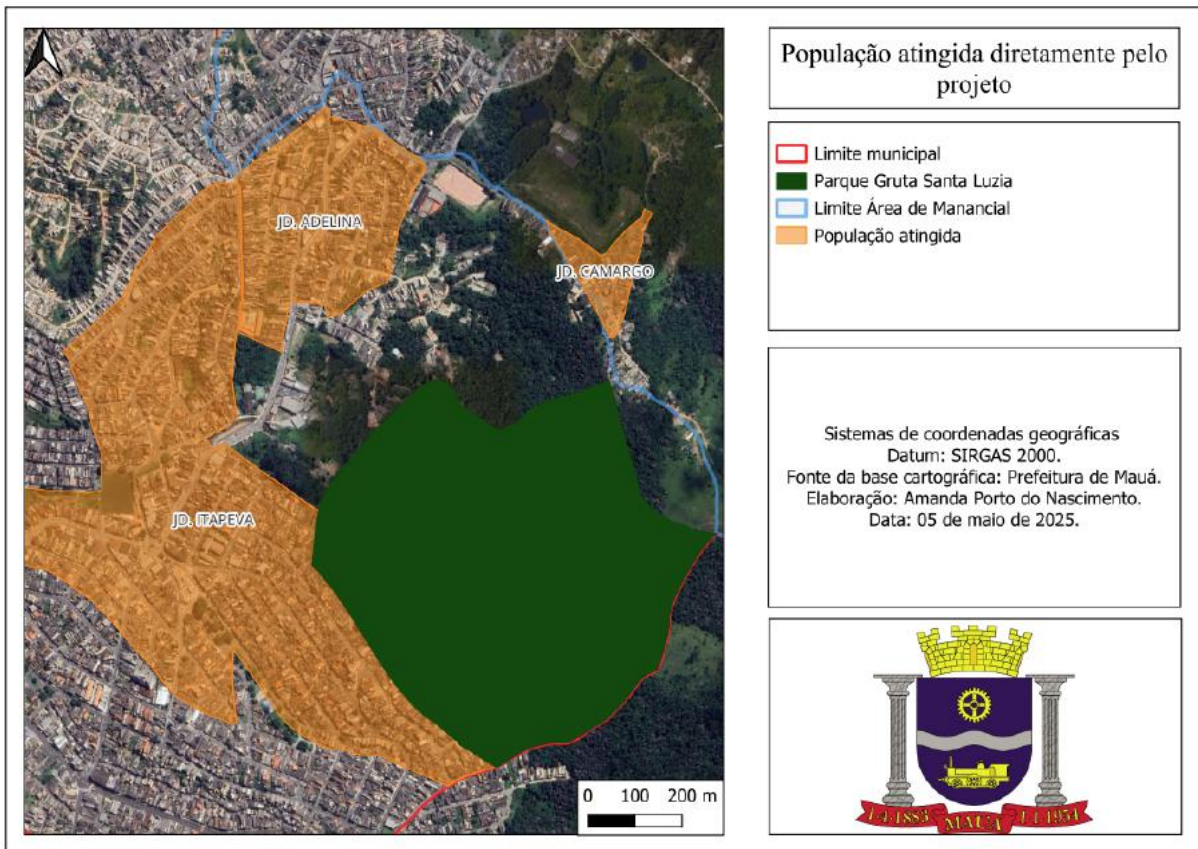 População atingida diretamente pelo
projeto
Limite municipal
Parque Gruta Santa Luzia
Limite Área de Manancial
População atingida
JD. ADELINA
JD. CAMARGO
JD. ITAPEVA
Sistemas de coordenadas geográficas
Datum: SIRGAS 2000.
Fonte da base cartográfica: Prefeitura de Mauá.
Elaboração: Amanda Porto do Nascimento.
Data: 05 de maio de 2025.
0 100 200 m
MAUÁ